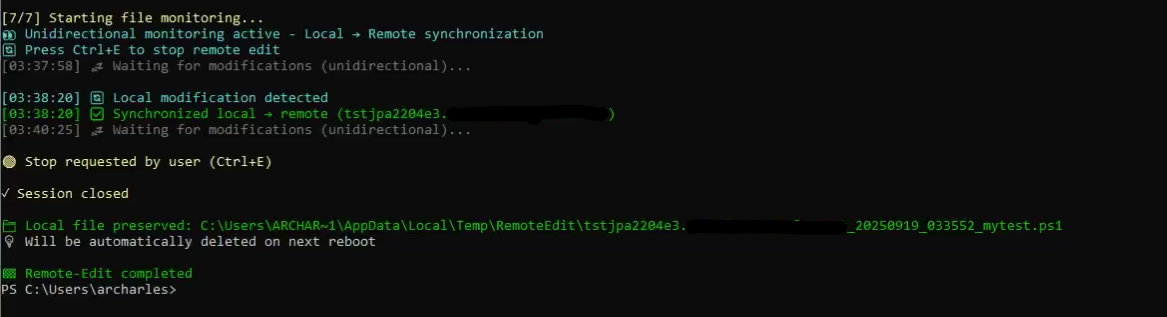 [7/7] Starting file monitoring...
Unidirectional monitoring active - Local → Remote synchronization
Press Ctrl+E to stop remote edit
[03:37:58] 💤 Waiting for modifications (unidirectional)...
[03:38:20] Local modification detected
[03:38:20] ✅ Synchronized local → remote (tstjpa2204e3. )
[03:40:25] 💤 Waiting for modifications (unidirectional)...
Stop requested by user (Ctrl+E)
✓ Session closed
Local file preserved: C:\Users\ARCHAR~1\AppData\Local\Temp\RemoteEdit\tstjpa2204e3. _20250919_033552_mytest.ps1
Will be automatically deleted on next reboot
Remote-Edit completed
PS C:\Users\archarles>